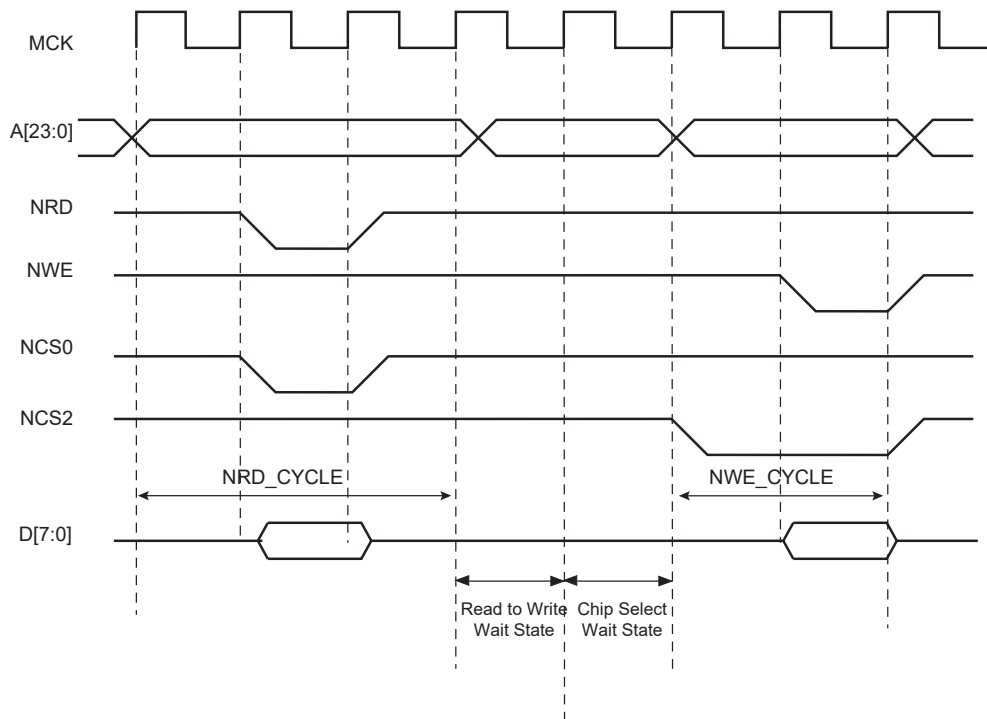 MCK
A[23:0]
NRD
NWE
NCS0
NCS2
NRD_CYCLE
NWE_CYCLE
D[7:0]
Read to Write
Wait State
Chip Select
Wait State